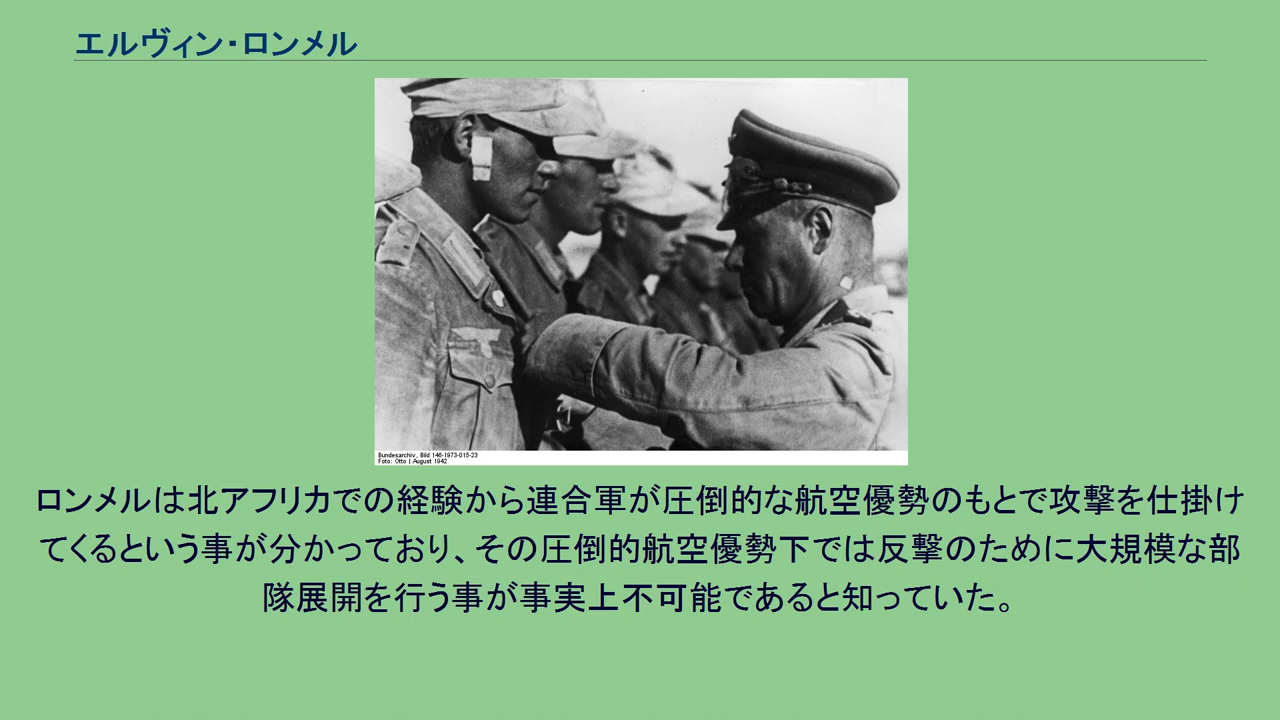 エルヴィン・ロンメル
Bundesarchiv, Bild 146-1973-015-23
Foto: Otto | August 1942
ロンメルは北アフリカでの経験から連合軍が圧倒的な航空優勢のもとで攻撃を仕掛け
てくるという事が分かっており、その圧倒的航空優勢下では反撃のために大規模な部
隊展開を行う事が事実上不可能であると知っていた。